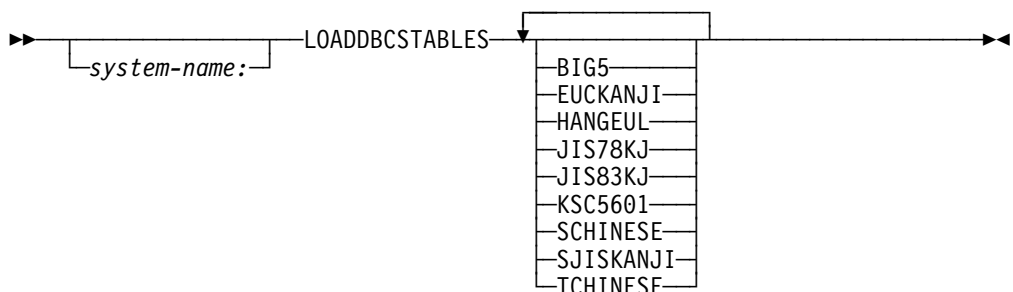 LOADDBCSTABLES
system-name:
BIG5
EUCKANJI
HANGEUL
JIS78KJ
JIS83KJ
KSC5601
SCHINESE
SJISKANJI
TCHINESE